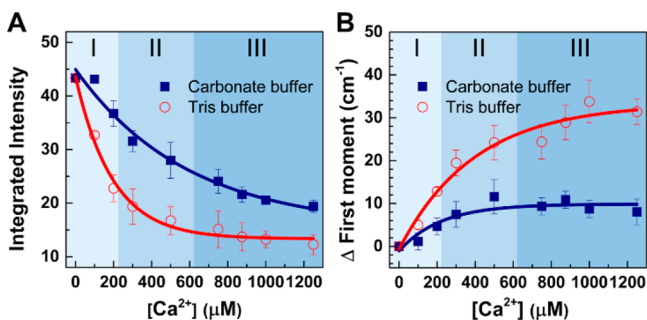 A
I II III
Integrated Intensity
50
40
30
20
10
Carbonate buffer
Tris buffer
0 200 400 600 800 1000 1200
[Ca²⁺] (μM)
B
I II III
Δ First moment (cm⁻¹)
50
40
30
20
10
0
Carbonate buffer
Tris buffer
0 200 400 600 800 1000 1200
[Ca²⁺] (μM)